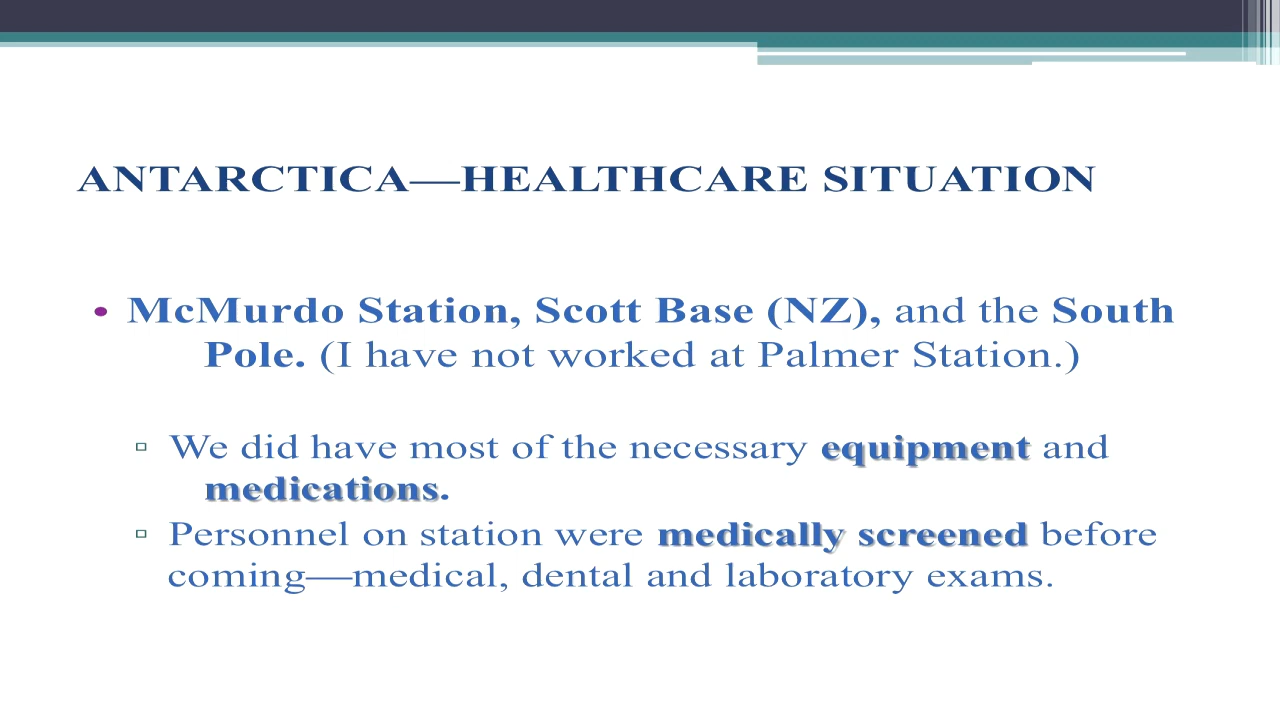 ANTARCTICA—HEALTHCARE SITUATION
• McMurdo Station, Scott Base (NZ), and the South
Pole. (I have not worked at Palmer Station.)
▫ We did have most of the necessary equipment and
medications.
▫ Personnel on station were medically screened before
coming—medical, dental and laboratory exams.